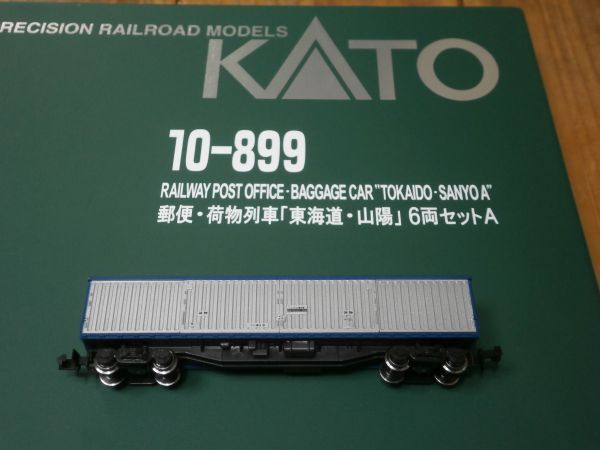 RECISION RAILROAD MODELS
KATO
10-899
RAILWAY POST OFFICE - BAGGAGE CAR "TOKAIDO - SANYO A"
郵便・荷物列車「東海道・山陽」6両セットA